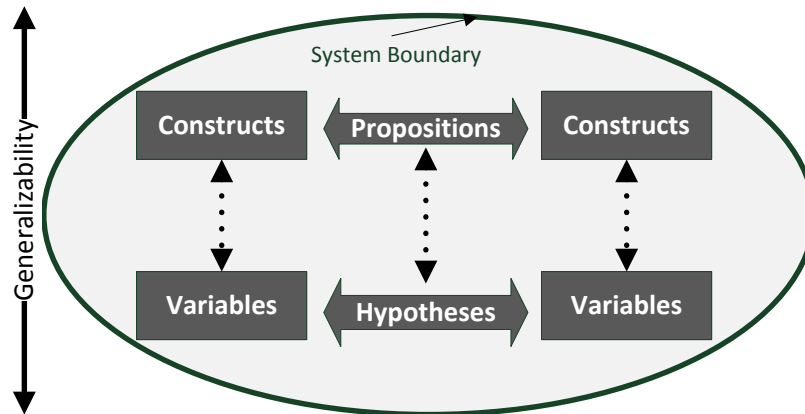 System Boundary
Generalizability
Constructs
Propositions
Constructs
Variables
Hypotheses
Variables